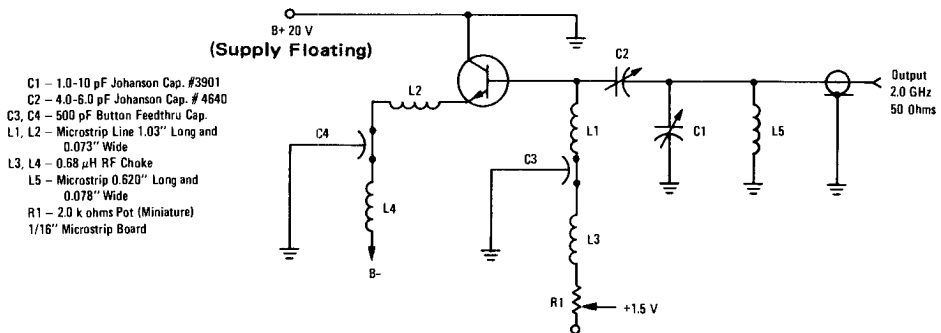 B+ 20 V
(Supply Floating)
C1 – 1.0-10 pF Johanson Cap. #3901
C2 – 4.0-6.0 pF Johanson Cap. # 4640
C3, C4 – 500 pF Button Feedthru Cap.
L1, L2 – Microstrip Line 1.03" Long and
0.073" Wide
L3, L4 – 0.68 μH RF Choke
L5 – Microstrip 0.620" Long and
0.078" Wide
R1 – 2.0 k ohms Pot (Miniature)
1/16" Microstrip Board
C2
Output
2.0 GHz
50 Ohms
L2
C4
L1
C1
L5
C3
L4
L3
B-
R1
+1.5 V